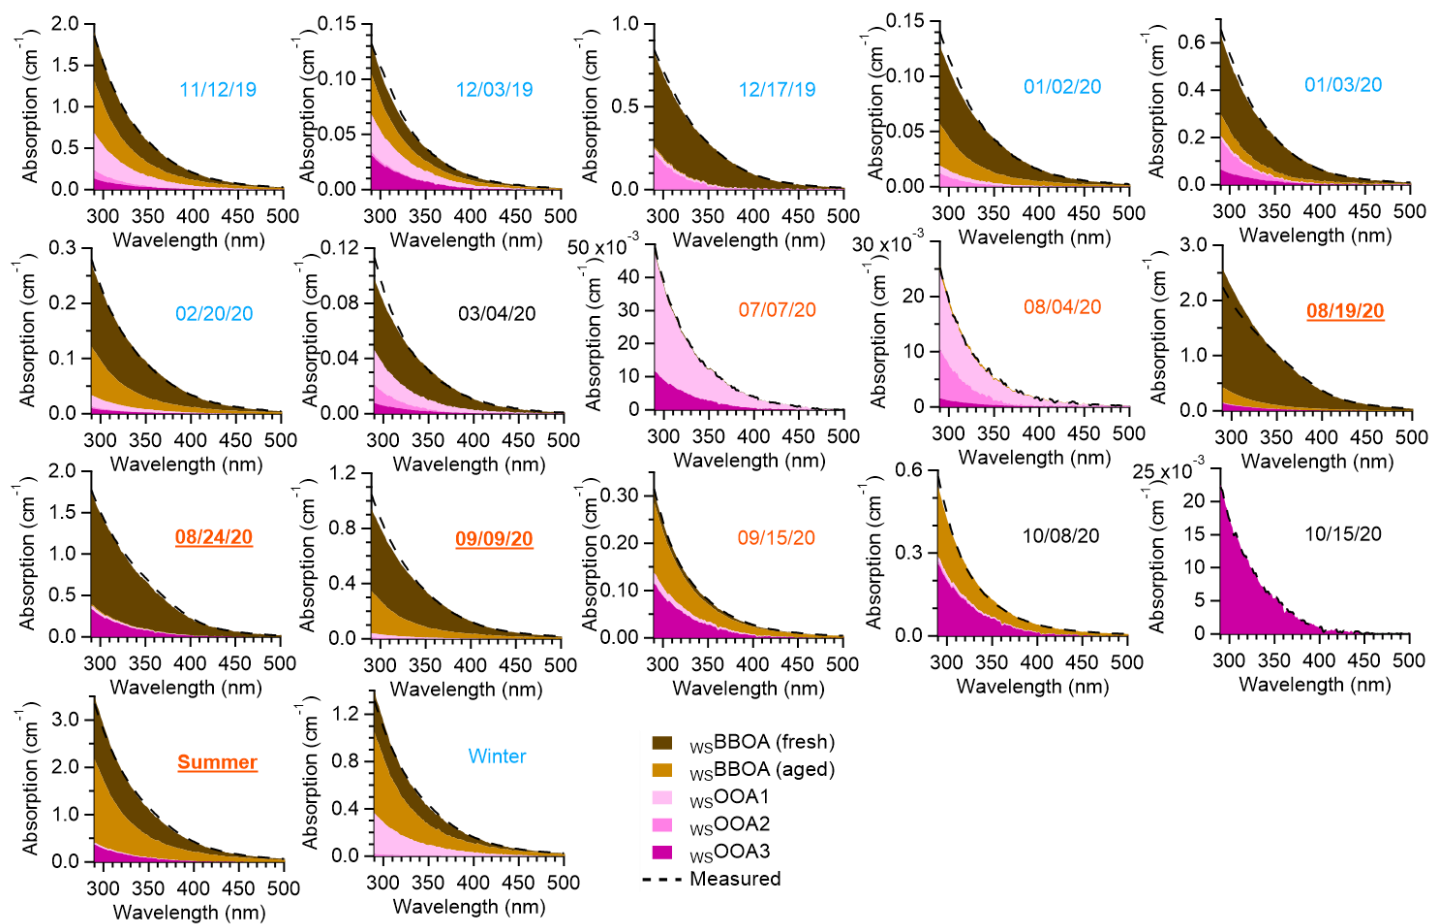 2.0
1.5
1.0
0.5
0.0
Absorption (cm-1)
11/12/19
300 350 400 450 500
Wavelength (nm)
0.15
0.10
0.05
0.00
Absorption (cm-1)
12/03/19
300 350 400 450 500
Wavelength (nm)
1.0
0.5
0.0
Absorption (cm-1)
12/17/19
300 350 400 450 500
Wavelength (nm)
0.15
0.10
0.05
0.00
Absorption (cm-1)
01/02/20
300 350 400 450 500
Wavelength (nm)
0.6
0.4
0.2
0.0
Absorption (cm-1)
01/03/20
300 350 400 450 500
Wavelength (nm)
0.3
0.2
0.1
0.0
Absorption (cm-1)
02/20/20
300 350 400 450 500
Wavelength (nm)
0.12
0.08
0.04
0.00
Absorption (cm-1)
03/04/20
300 350 400 450 500
Wavelength (nm)
50 x10-3
40
30
20
10
0
Absorption (cm-1)
07/07/20
300 350 400 450 500
Wavelength (nm)
30 x10-3
20
10
0
Absorption (cm-1)
08/04/20
300 350 400 450 500
Wavelength (nm)
3.0
2.0
1.0
0.0
Absorption (cm-1)
08/19/20
300 350 400 450 500
Wavelength (nm)
2.0
1.5
1.0
0.5
0.0
Absorption (cm-1)
08/24/20
300 350 400 450 500
Wavelength (nm)
1.2
0.8
0.4
0.0
Absorption (cm-1)
09/09/20
300 350 400 450 500
Wavelength (nm)
0.30
0.20
0.10
0.00
Absorption (cm-1)
09/15/20
300 350 400 450 500
Wavelength (nm)
0.6
0.3
0.0
Absorption (cm-1)
10/08/20
300 350 400 450 500
Wavelength (nm)
25 x10-3
20
15
10
5
0
Absorption (cm-1)
10/15/20
300 350 400 450 500
Wavelength (nm)
3.0
2.0
1.0
0.0
Absorption (cm-1)
Summer
300 350 400 450 500
Wavelength (nm)
1.2
0.8
0.4
0.0
Absorption (cm-1)
Winter
300 350 400 450 500
Wavelength (nm)
WSBBOA (fresh)
WSBBOA (aged)
WSOOA1
WSOOA2
WSOOA3
Measured